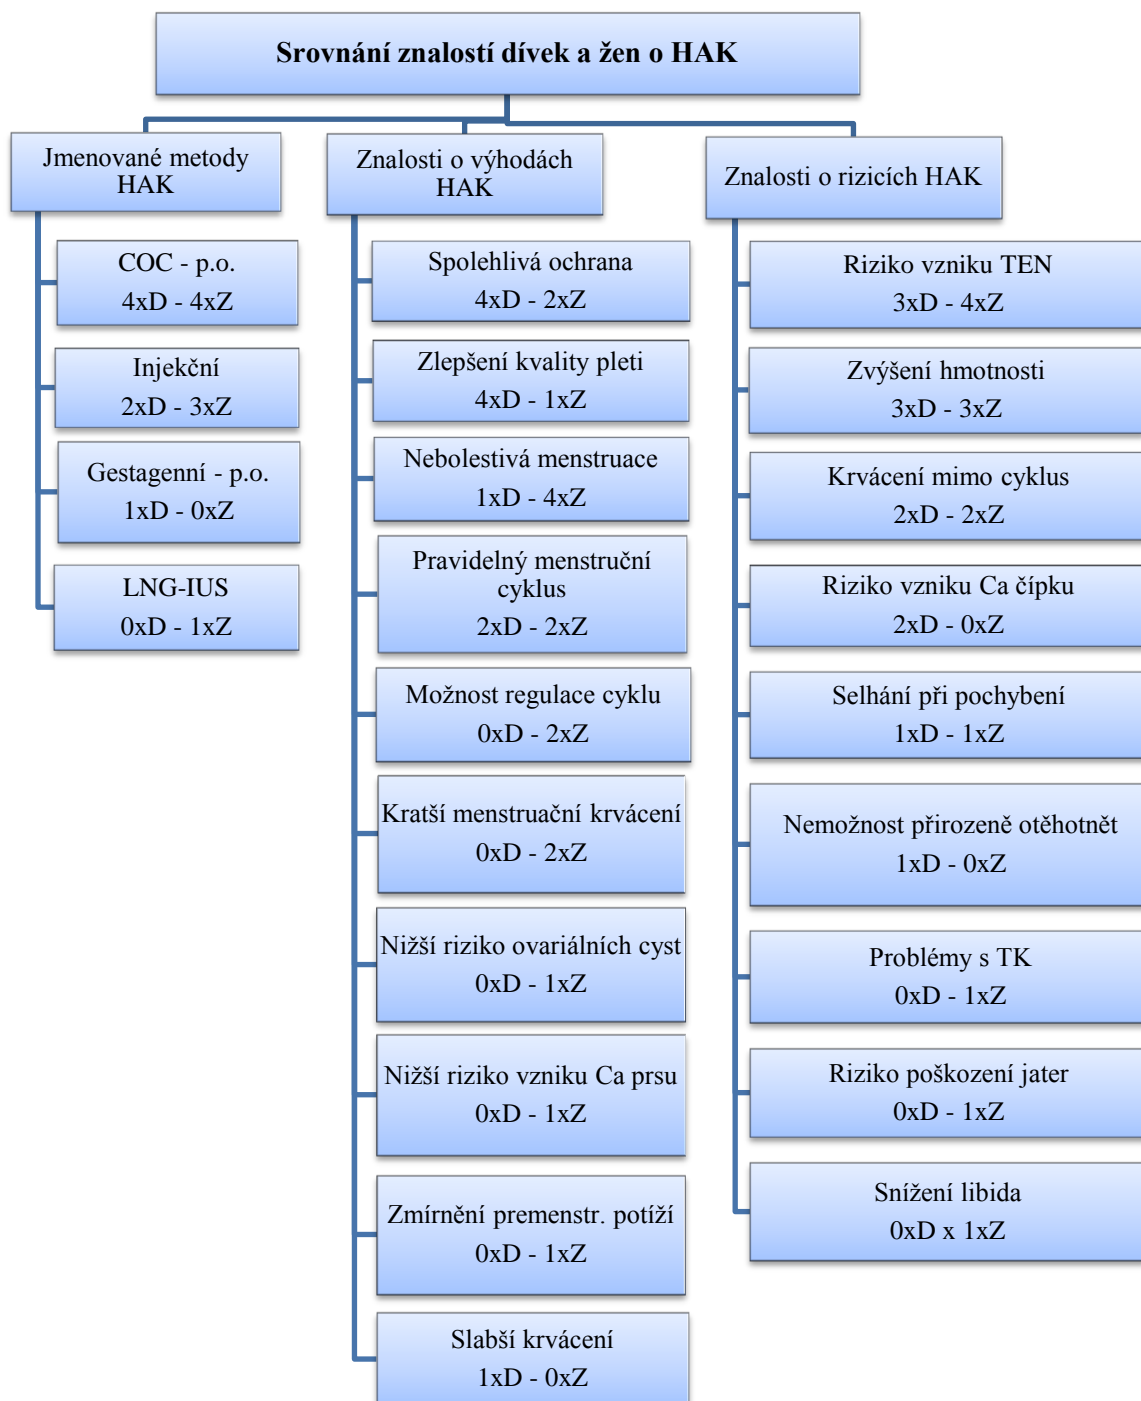 Srovnání znalostí dívek a žen o HAK
Jmenované metody
HAK
COC - p.o.
4xD - 4xZ
Injekční
2xD - 3xZ
Gestagenní - p.o.
1xD - 0xZ
LNG-IUS
0xD - 1xZ
Znalosti o výhodách
HAK
Spolehlivá ochrana
4xD - 2xZ
Zlepšení kvality pleti
4xD - 1xZ
Nebolestivá menstruace
1xD - 4xZ
Pravidelný menstruční
cyklus
2xD - 2xZ
Možnost regulace cyklu
0xD - 2xZ
Kratší menstruační krvácení
0xD - 2xZ
Nižší riziko ovariálních cyst
0xD - 1xZ
Nižší riziko vzniku Ca prsu
0xD - 1xZ
Zmírnění premenstr. potíží
0xD - 1xZ
Slabší krvácení
1xD - 0xZ
Znalosti o rizicích HAK
Riziko vzniku TEN
3xD - 4xZ
Zvýšení hmotnosti
3xD - 3xZ
Krvácení mimo cyklus
2xD - 2xZ
Riziko vzniku Ca čípku
2xD - 0xZ
Selhání při pochybení
1xD - 1xZ
Nemožnost přirozeně otěhotnět
1xD - 0xZ
Problémy s TK
0xD - 1xZ
Riziko poškození jater
0xD - 1xZ
Snížení libida
0xD x 1xZ